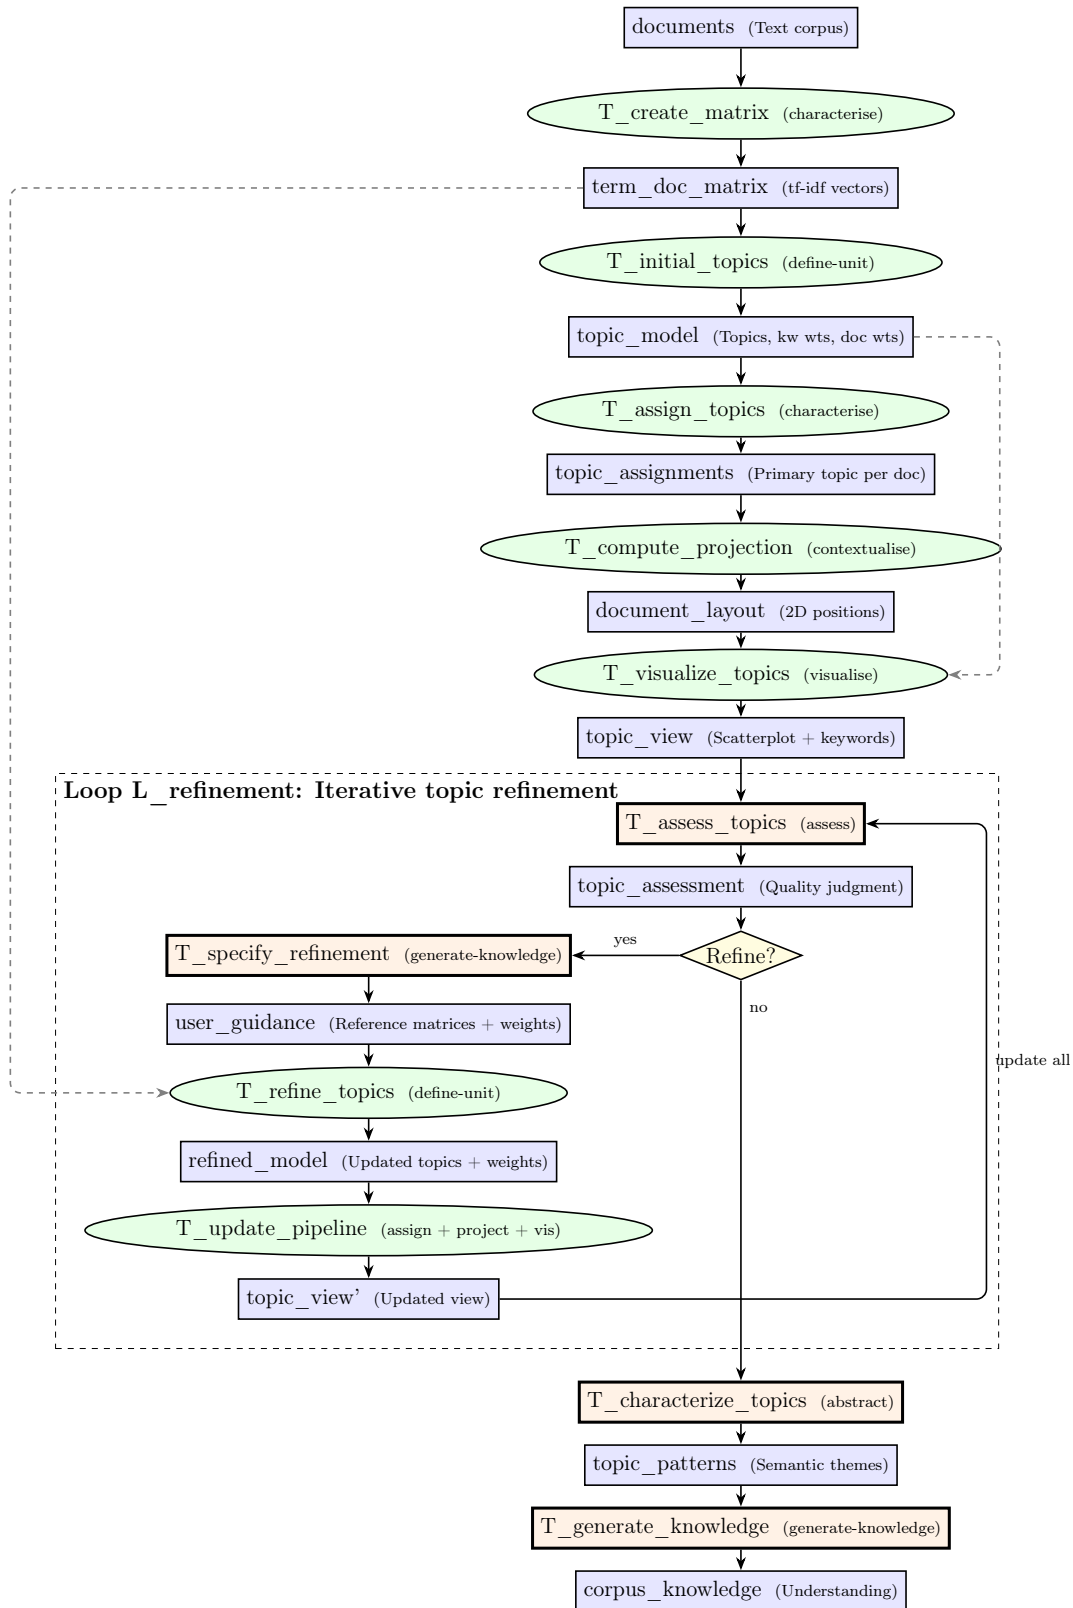 documents (Text corpus)
T_create_matrix (characterise)
term_doc_matrix (tf-idf vectors)
T_initial_topics (define-unit)
topic_model (Topics, kw wts, doc wts)
T_assign_topics (characterise)
topic_assignments (Primary topic per doc)
T_compute_projection (contextualise)
document_layout (2D positions)
T_visualize_topics (visualise)
topic_view (Scatterplot + keywords)
Loop L_refinement: Iterative topic refinement
T_assess_topics (assess)
topic_assessment (Quality judgment)
Refine?
yes
no
T_specify_refinement (generate-knowledge)
user_guidance (Reference matrices + weights)
update all
T_refine_topics (define-unit)
refined_model (Updated topics + weights)
T_update_pipeline (assign + project + vis)
topic_view' (Updated view)
T_characterize_topics (abstract)
topic_patterns (Semantic themes)
T_generate_knowledge (generate-knowledge)
corpus_knowledge (Understanding)